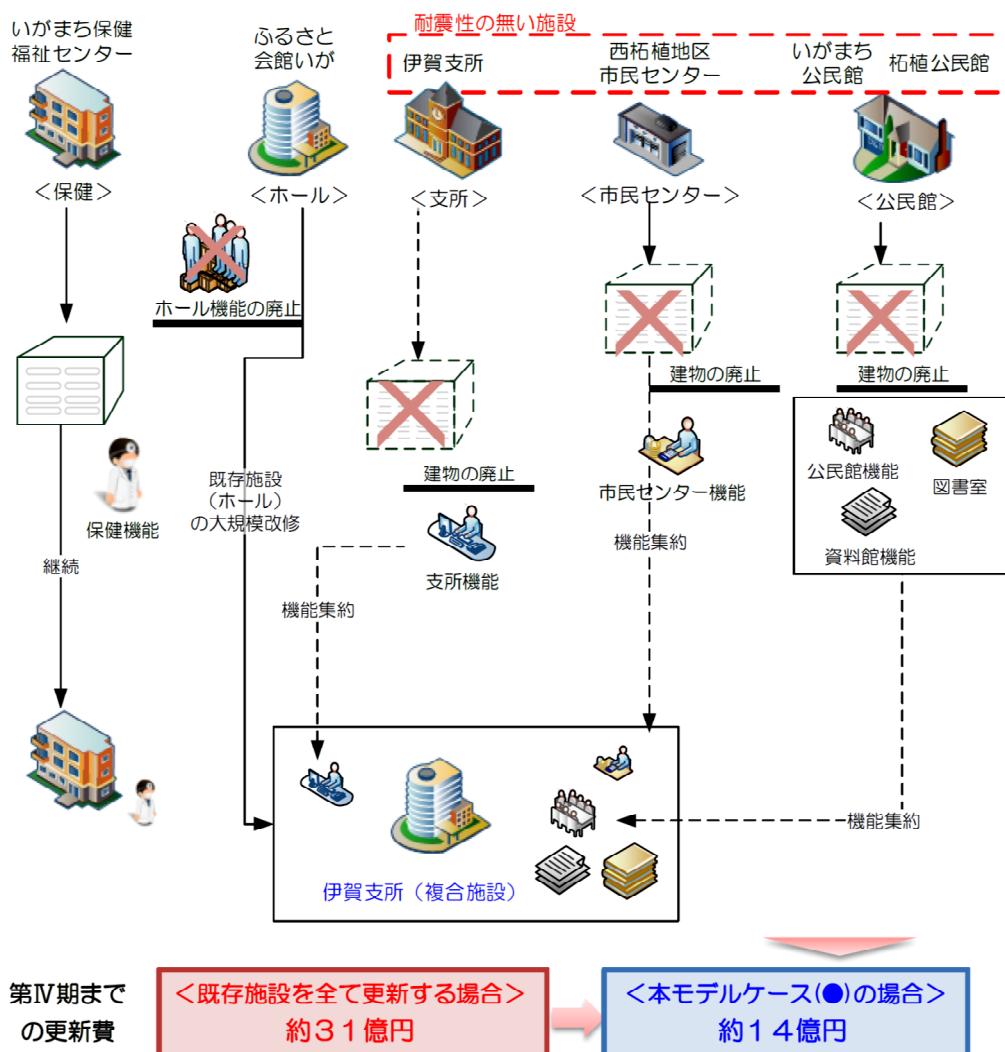 耐震性の無い施設
いがまち保健
福祉センター
ふるさと
会館いが
伊賀支所
西柘植地区
市民センター
いがまち
公民館
柘植公民館
＜保健＞
＜ホール＞
＜支所＞
＜市民センター＞
＜公民館＞
ホール機能の廃止
建物の廃止
建物の廃止
建物の廃止
保健機能
継続
既存施設
（ホール）
の大規模改修
支所機能
機能集約
市民センター機能
機能集約
公民館機能
図書室
資料館機能
機能集約
伊賀支所（複合施設）
第Ⅳ期まで
の更新費
＜既存施設を全て更新する場合＞
約３１億円
＜本モデルケース(●)の場合＞
約１４億円